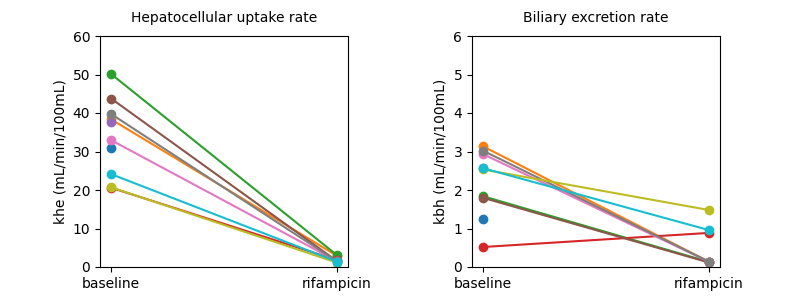 Hepatocellular uptake rate
60
50
40
30
20
10
0
khe (mL/min/100mL)
baseline
rifampicin
Biliary excretion rate
6
5
4
3
2
1
0
kbh (mL/min/100mL)
baseline
rifampicin